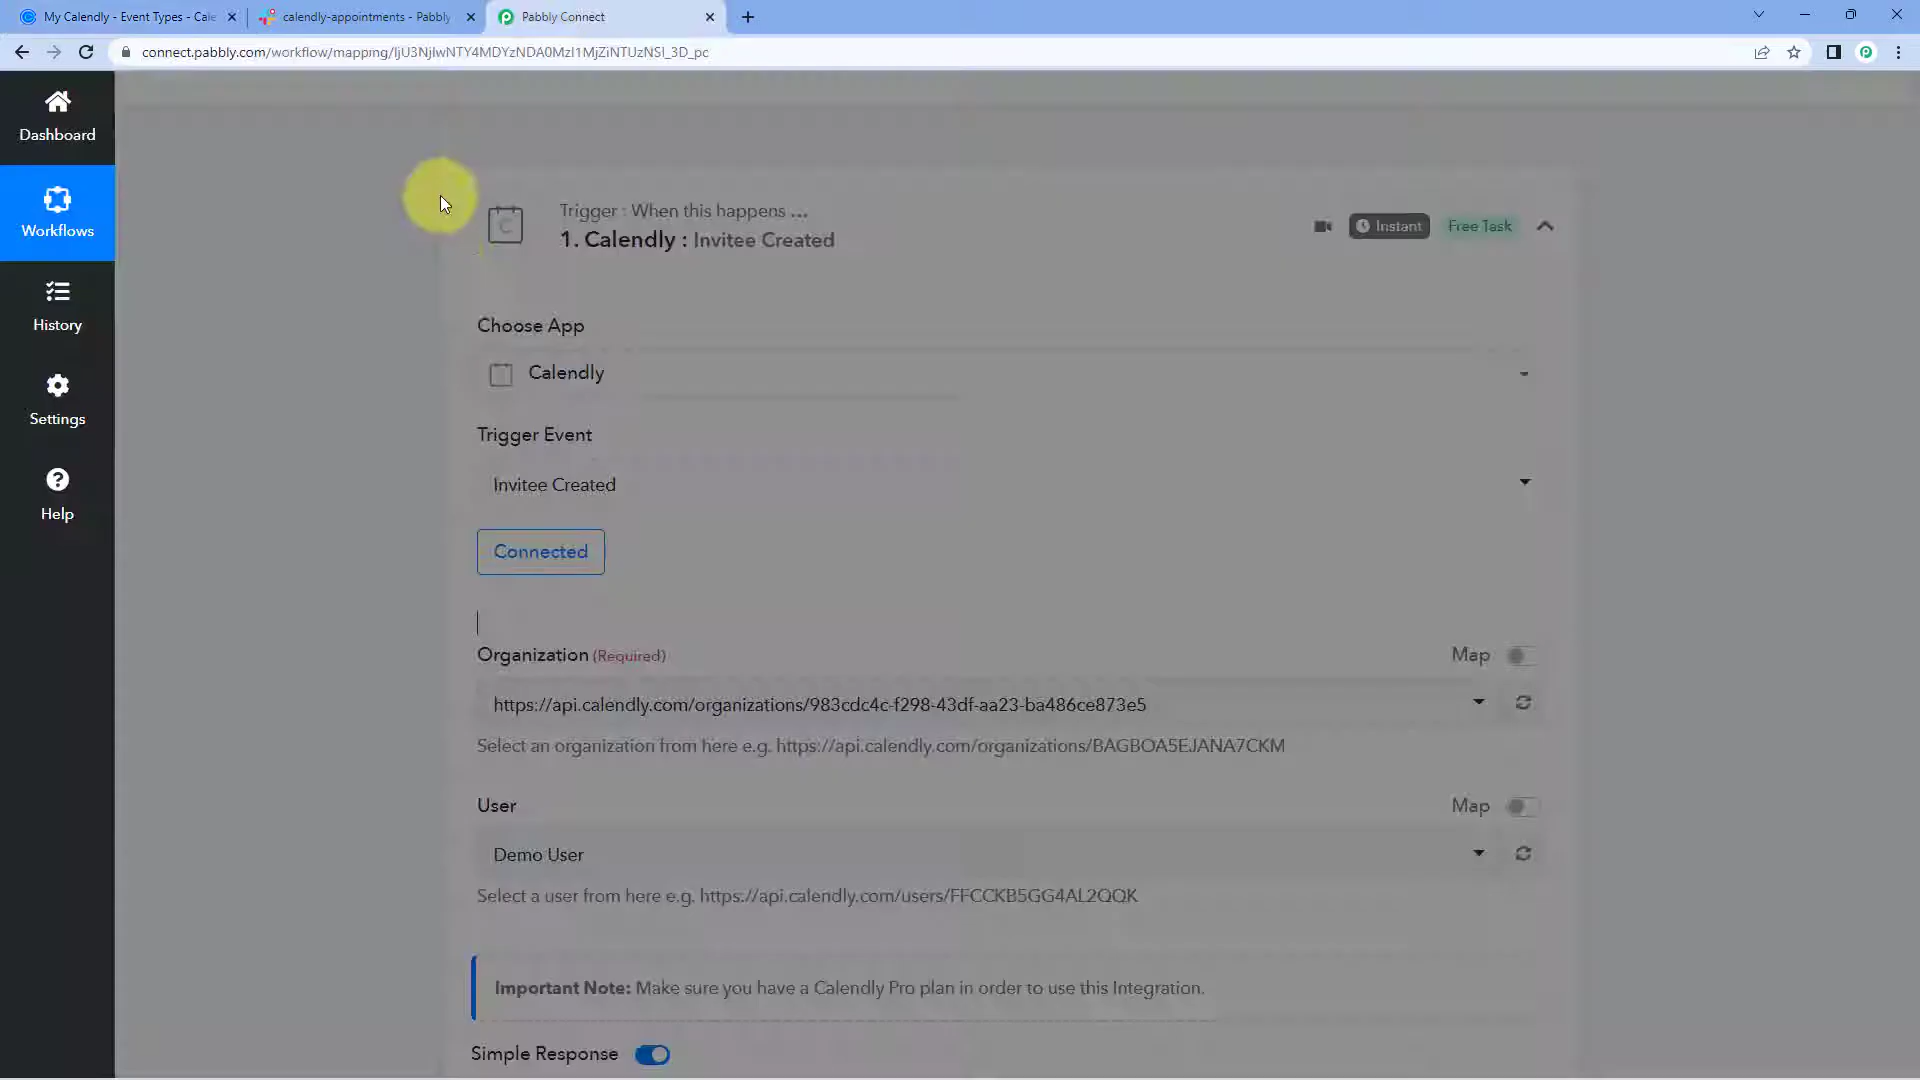 My Calendly - Event Types - Cale
calendly-appointments - Pabbly
Pabbly Connect
connect.pabbly.com/workflow/mapping/IjU3NjIwNTY4MDYzNDA0MzI1MjZiNTUzNSI_3D_pc
Dashboard
Workflows
History
Settings
Help
Trigger : When this happens ...
1. Calendly : Invitee Created
Instant
Free Task
Choose App
Calendly
Trigger Event
Invitee Created
Connected
Organization (Required)
Map
https://api.calendly.com/organizations/983cdc4c-f298-43df-aa23-ba486ce873e5
Select an organization from here e.g. https://api.calendly.com/organizations/BAGBOA5EJANA7CKM
User
Map
Demo User
Select a user from here e.g. https://api.calendly.com/users/FFCCKB5GG4AL2QQK
Important Note: Make sure you have a Calendly Pro plan in order to use this Integration.
Simple Response